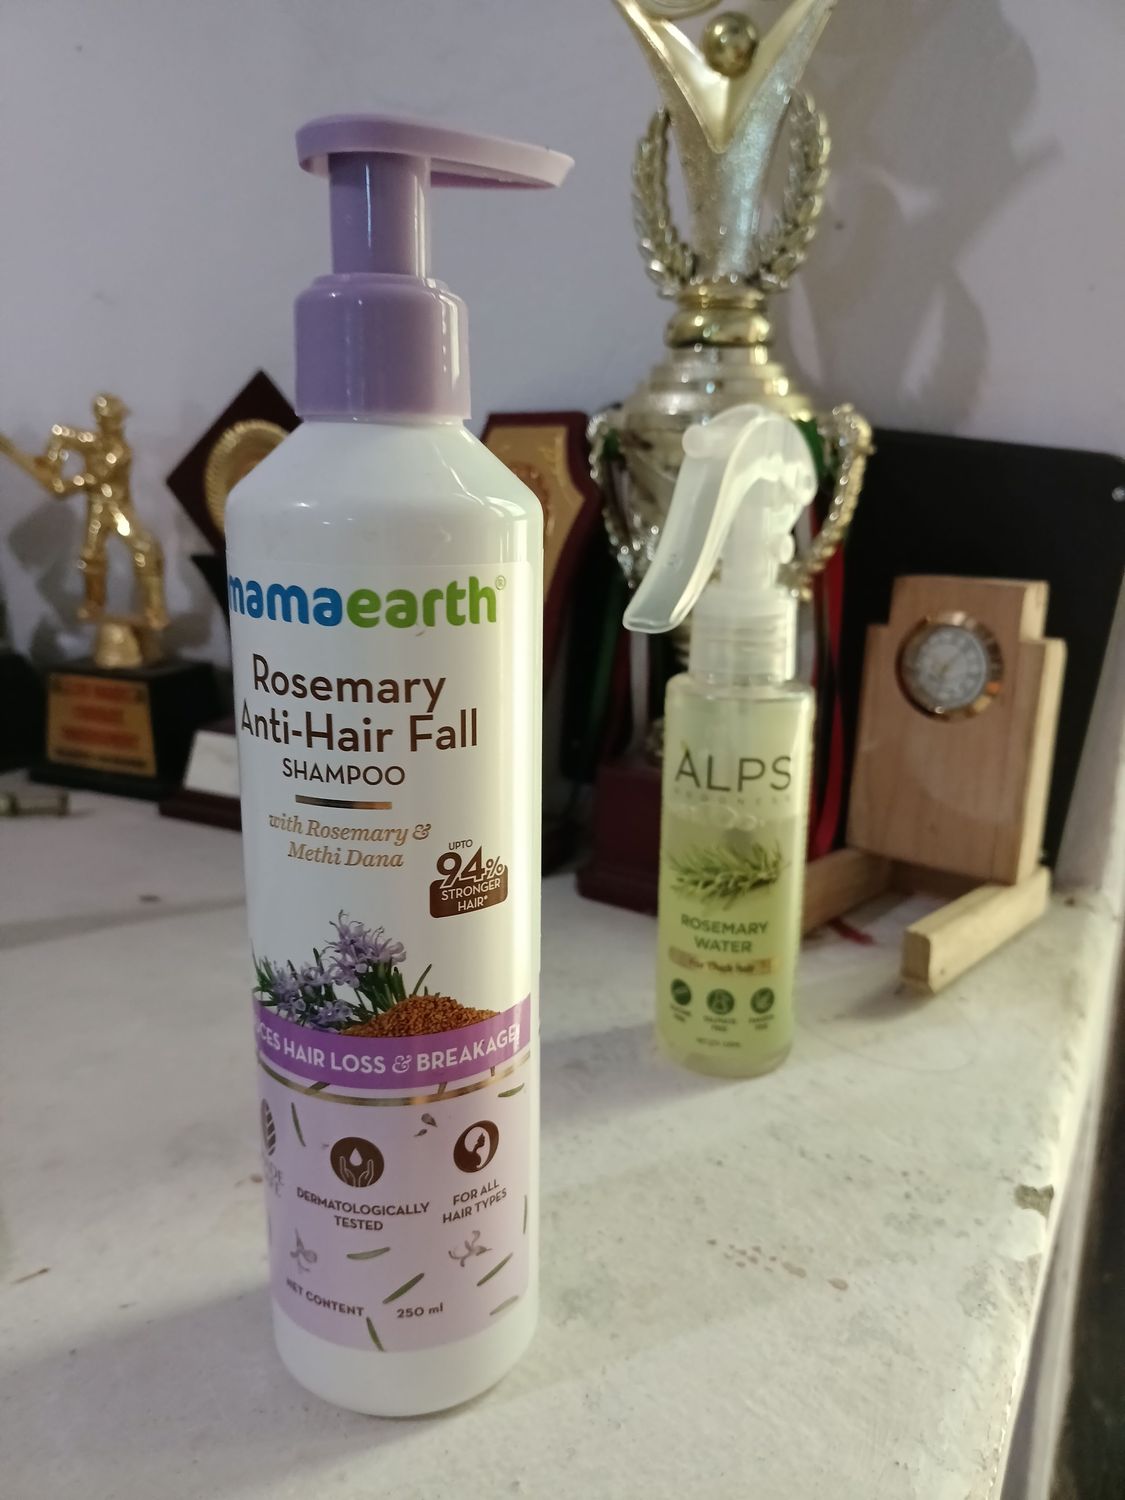 mamaearth®
Rosemary
Anti-Hair Fall
SHAMPOO
with Rosemary &
Methi Dana
UPTO
94%
STRONGER
HAIR*
HAIR LOSS & BREAKAGE
DERMATOLOGICALLY
TESTED
FOR ALL
HAIR TYPES
NET CONTENT 250 ml
ALPS
GOODNESS
ROSEMARY
WATER